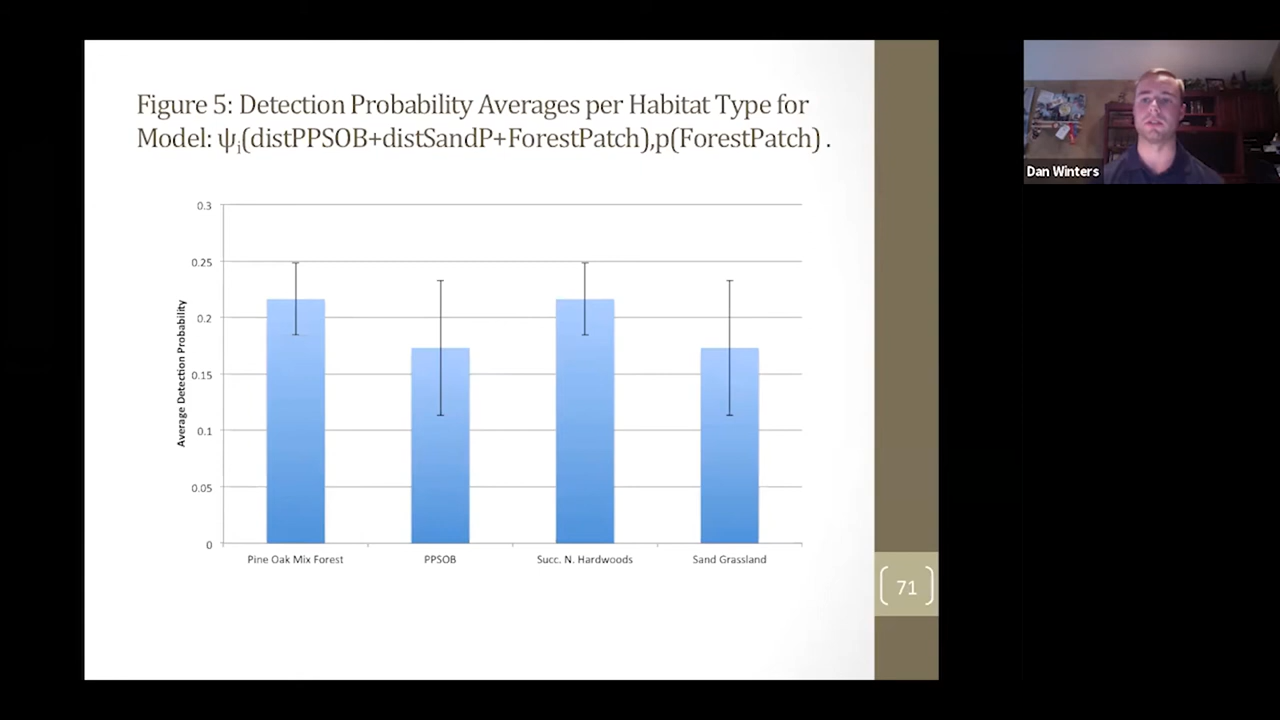 Figure 5: Detection Probability Averages per Habitat Type for
Model: ψi(distPPSOB+distSandP+ForestPatch),p(ForestPatch) .
Dan Winters
0.3
0.25
0.2
0.15
0.1
0.05
0
Average Detection Probability
Pine Oak Mix Forest
PPSOB
Succ. N. Hardwoods
Sand Grassland
71